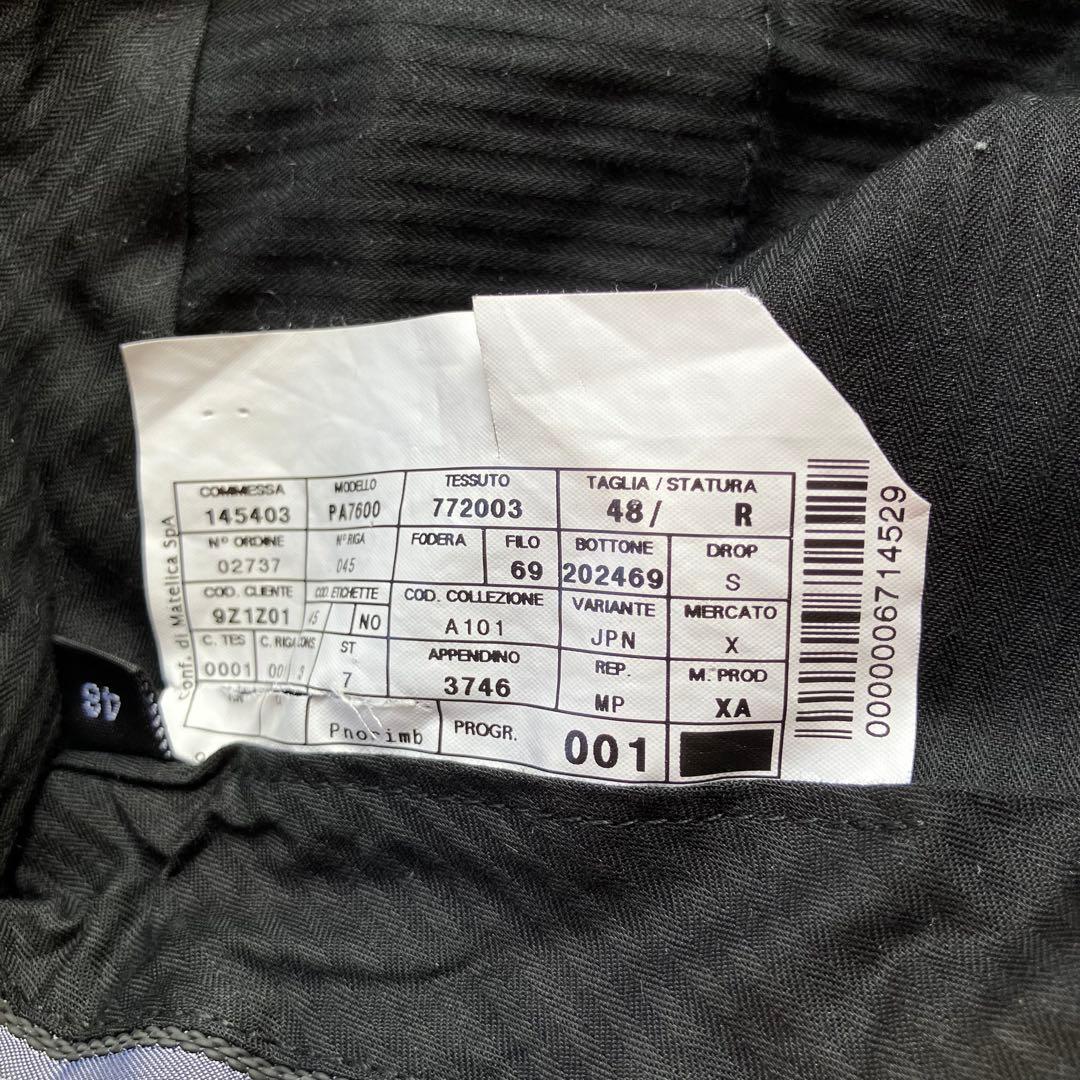 COMMESSA MODELLO TESSUTO TAGLIA / STATURA
145403 PA7600 772003 48/ R
Nº ORDINE Nº RIGA FODERA FILO BOTTONE DROP
02737 045 69 202469 S
COD. CLIENTE COD. ETICHETTE COD. COLLEZIONE VARIANTE MERCATO
9Z1Z01 NO A101 JPN X
C. TES C. RIGA ST APPENDINO REP. M. PROD
0001 7 3746 MP XA
PROGR. 001
Conf. di Matelica SpA
0000006714529
48